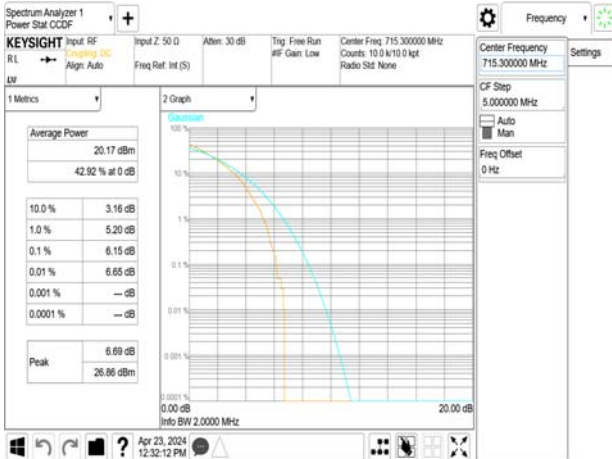 Spectrum Analyzer 1
Power Stat CCDF
+
Frequency
KEYSIGHT
RL
Input: RF
Coupling: DC
Align: Auto
Input Z: 50 Ω
Freq Ref: Int (S)
Atten: 30 dB
Trig: Free Run
#IF Gain: Low
Center Freq: 715.300000 MHz
Counts: 10.0 k/10.0 kpt
Radio Std: None
Center Frequency
715.300000 MHz
Settings
CF Step
5.000000 MHz
Auto
Man
Freq Offset
0 Hz
1 Metrics
2 Graph
Average Power
20.17 dBm
42.92 % at 0 dB
10.0 % 3.16 dB
1.0 % 5.20 dB
0.1 % 6.15 dB
0.01 % 6.65 dB
0.001 % --- dB
0.0001 % --- dB
Peak
6.69 dB
26.86 dBm
Gaussian
100 %
10 %
1 %
0.1 %
0.01 %
0.001 %
0.0001 %
0.00 dB
20.00 dB
Info BW 2.0000 MHz
?
Apr 23, 2024
12:32:12 PM